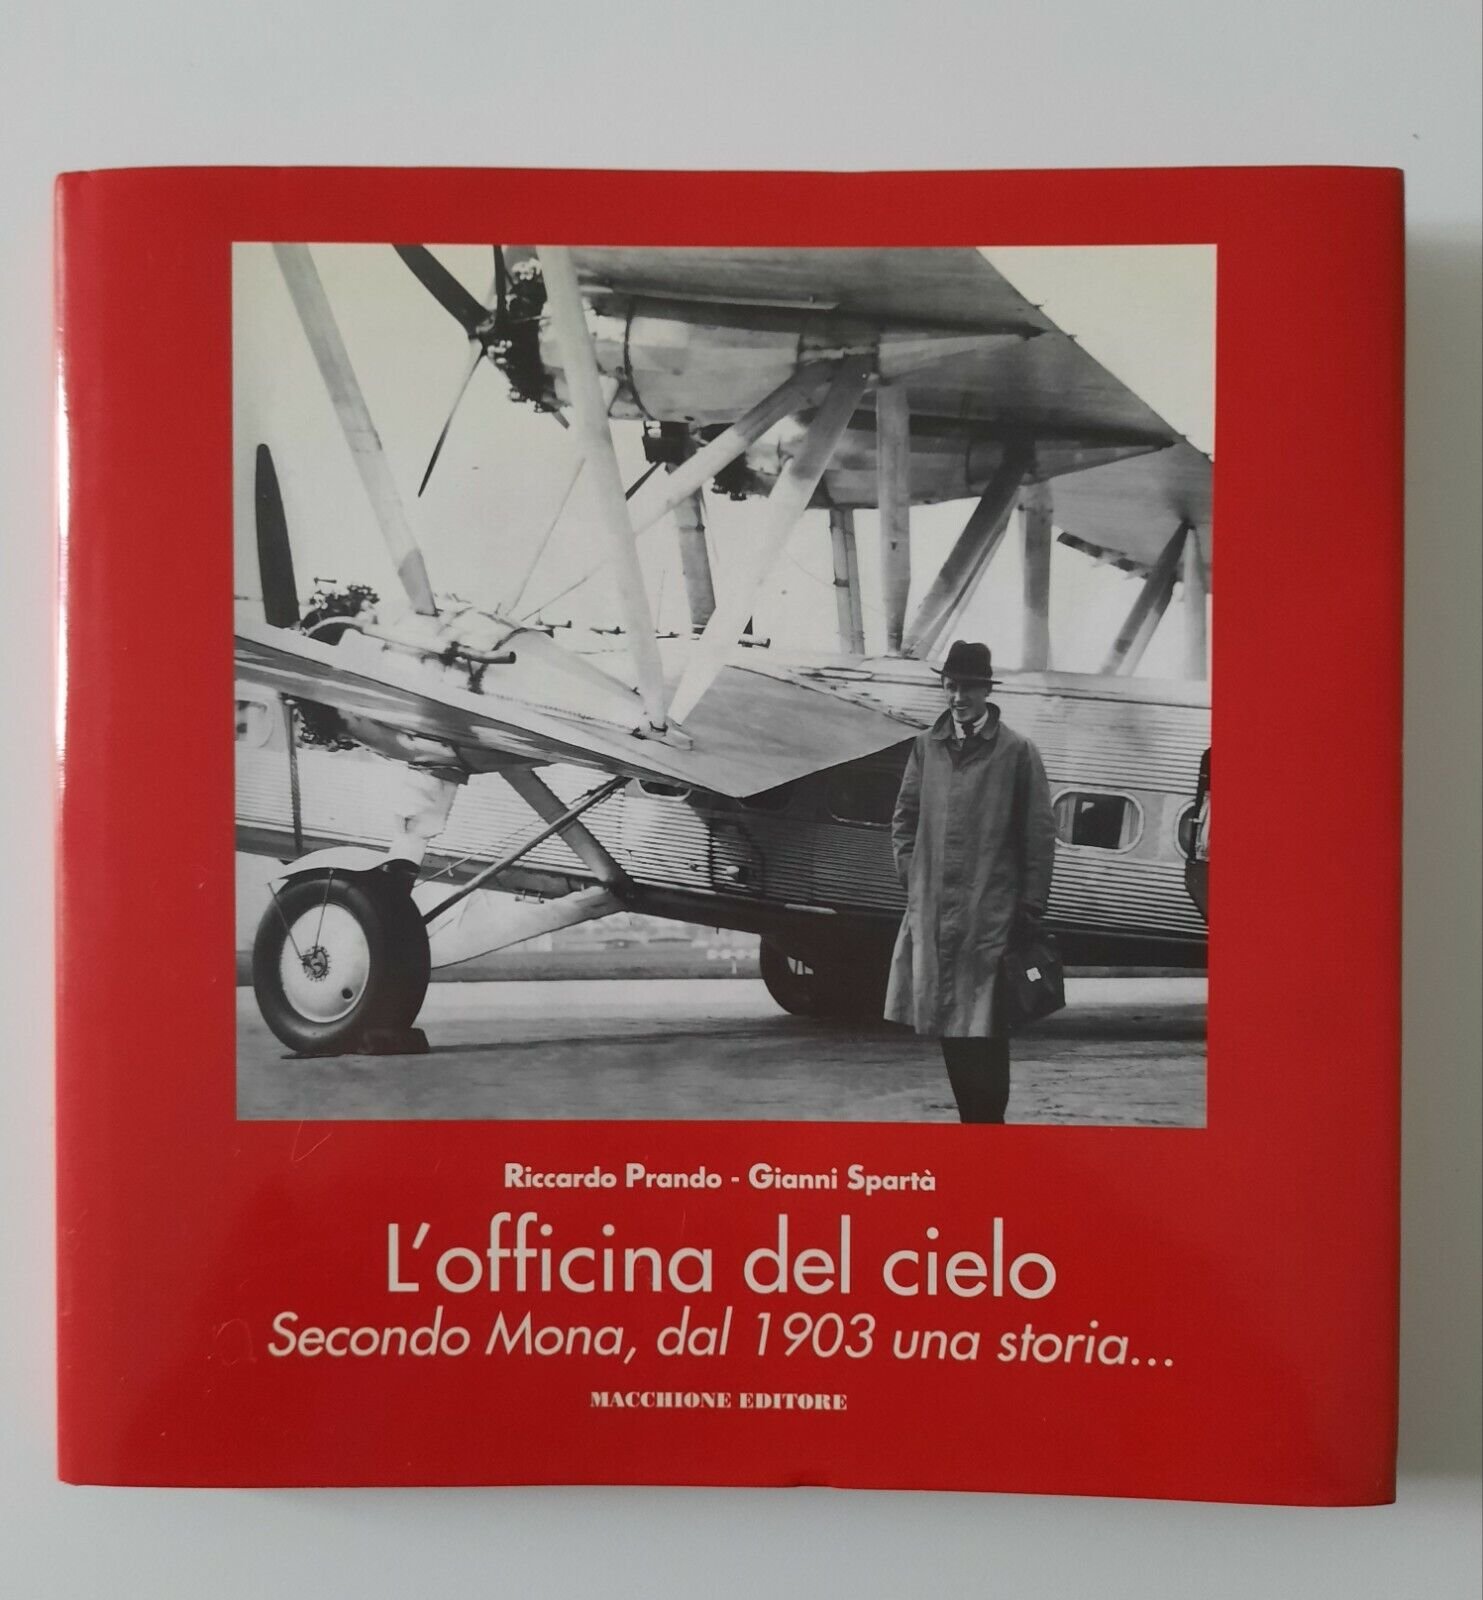 Riccardo Prando - Gianni Spartà
L'officina del cielo
Secondo Mona, dal 1903 una storia...
MACCHIONE EDITORE